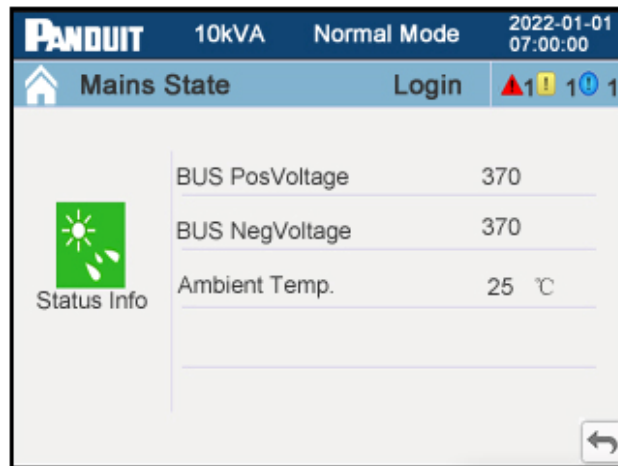 PANDUIT 10kVA Normal Mode 2022-01-01
07:00:00
Mains State Login 1 ! 1 ! 1
BUS PosVoltage 370
BUS NegVoltage 370
Ambient Temp. 25 ℃
Status Info